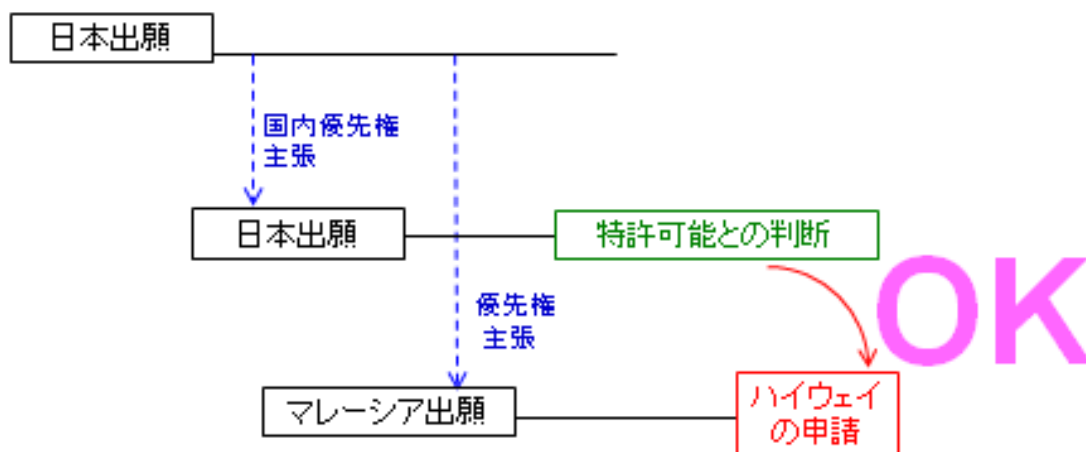 日本出願
国内優先権
主張
日本出願
特許可能との判断
OK
優先権
主張
マレーシア出願
ハイウェイ
の申請